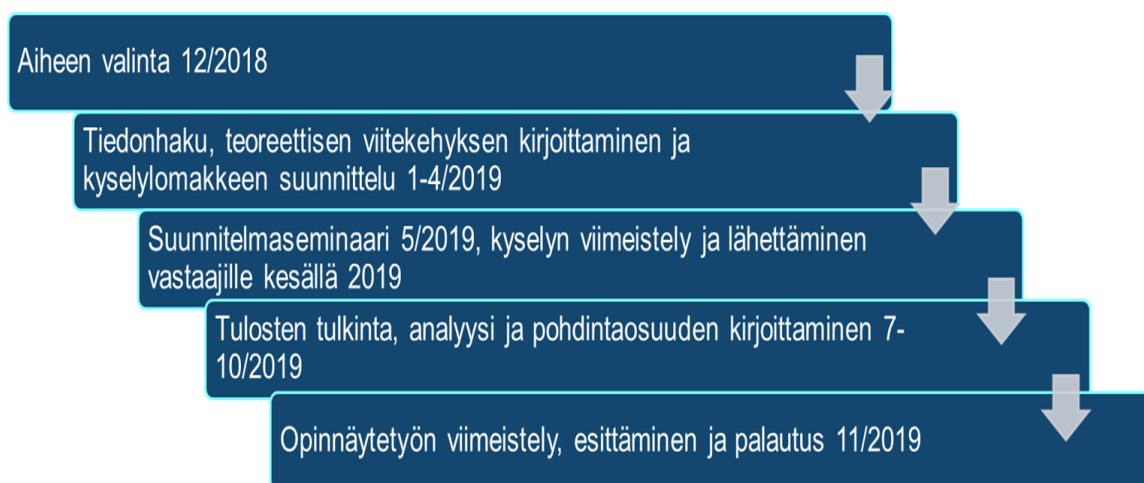 Aiheen valinta 12/2018
Tiedonhaku, teoreettisen viitekehyksen kirjoittaminen ja
kyselylomakkeen suunnittelu 1-4/2019
Suunnitelmaseminaari 5/2019, kyselyn viimeistely ja lähettäminen
vastaajille kesällä 2019
Tulosten tulkinta, analyysi ja pohdintaosuuden kirjoittaminen 7-
10/2019
Opinnäytetyön viimeistely, esittäminen ja palautus 11/2019